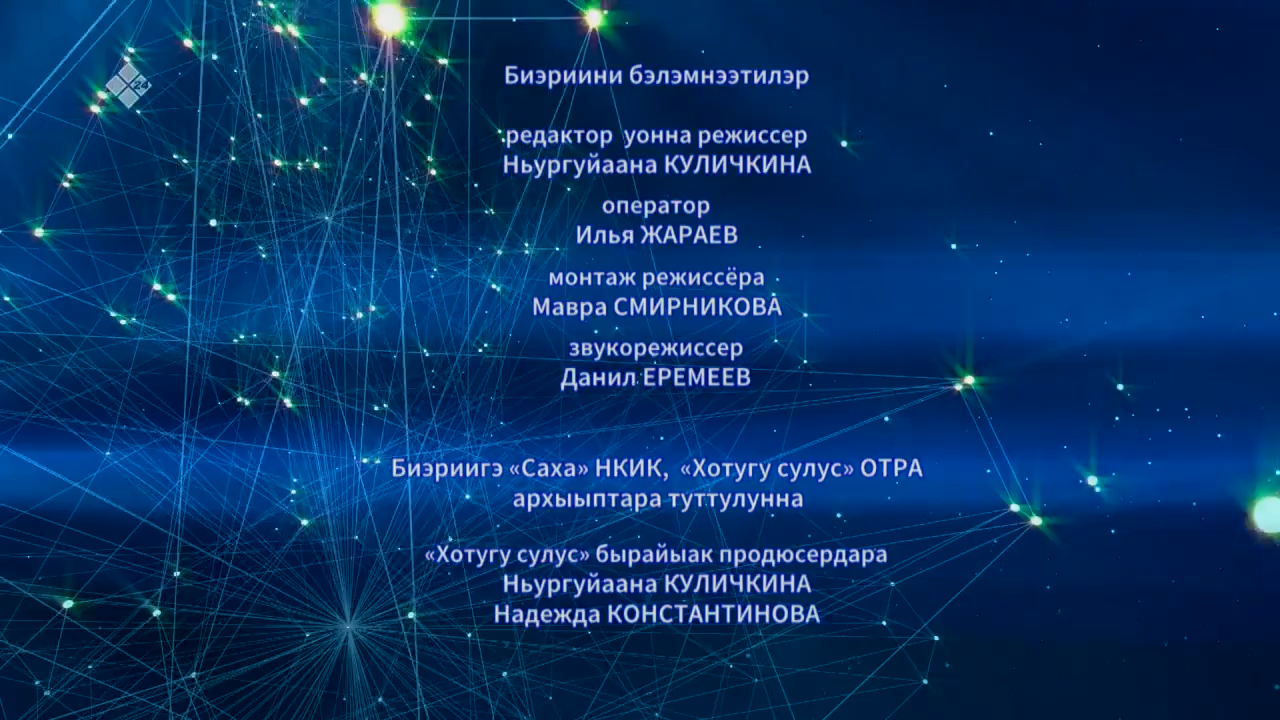 24
Биэриини бэлэмнээтилэр
редактор уонна режиссер
Ньургуйаана КУЛИЧКИНА
оператор
Илья ЖАРАЕВ
монтаж режиссёра
Мавра СМИРНИКОВА
звукорежиссер
Данил ЕРЕМЕЕВ
Биэриигэ «Саха» НКИК, «Хотугу сулус» ОТРА
архыыптара туттулунна
«Хотугу сулус» бырайыак продюсердара
Ньургуйаана КУЛИЧКИНА
Надежда КОНСТАНТИНОВА